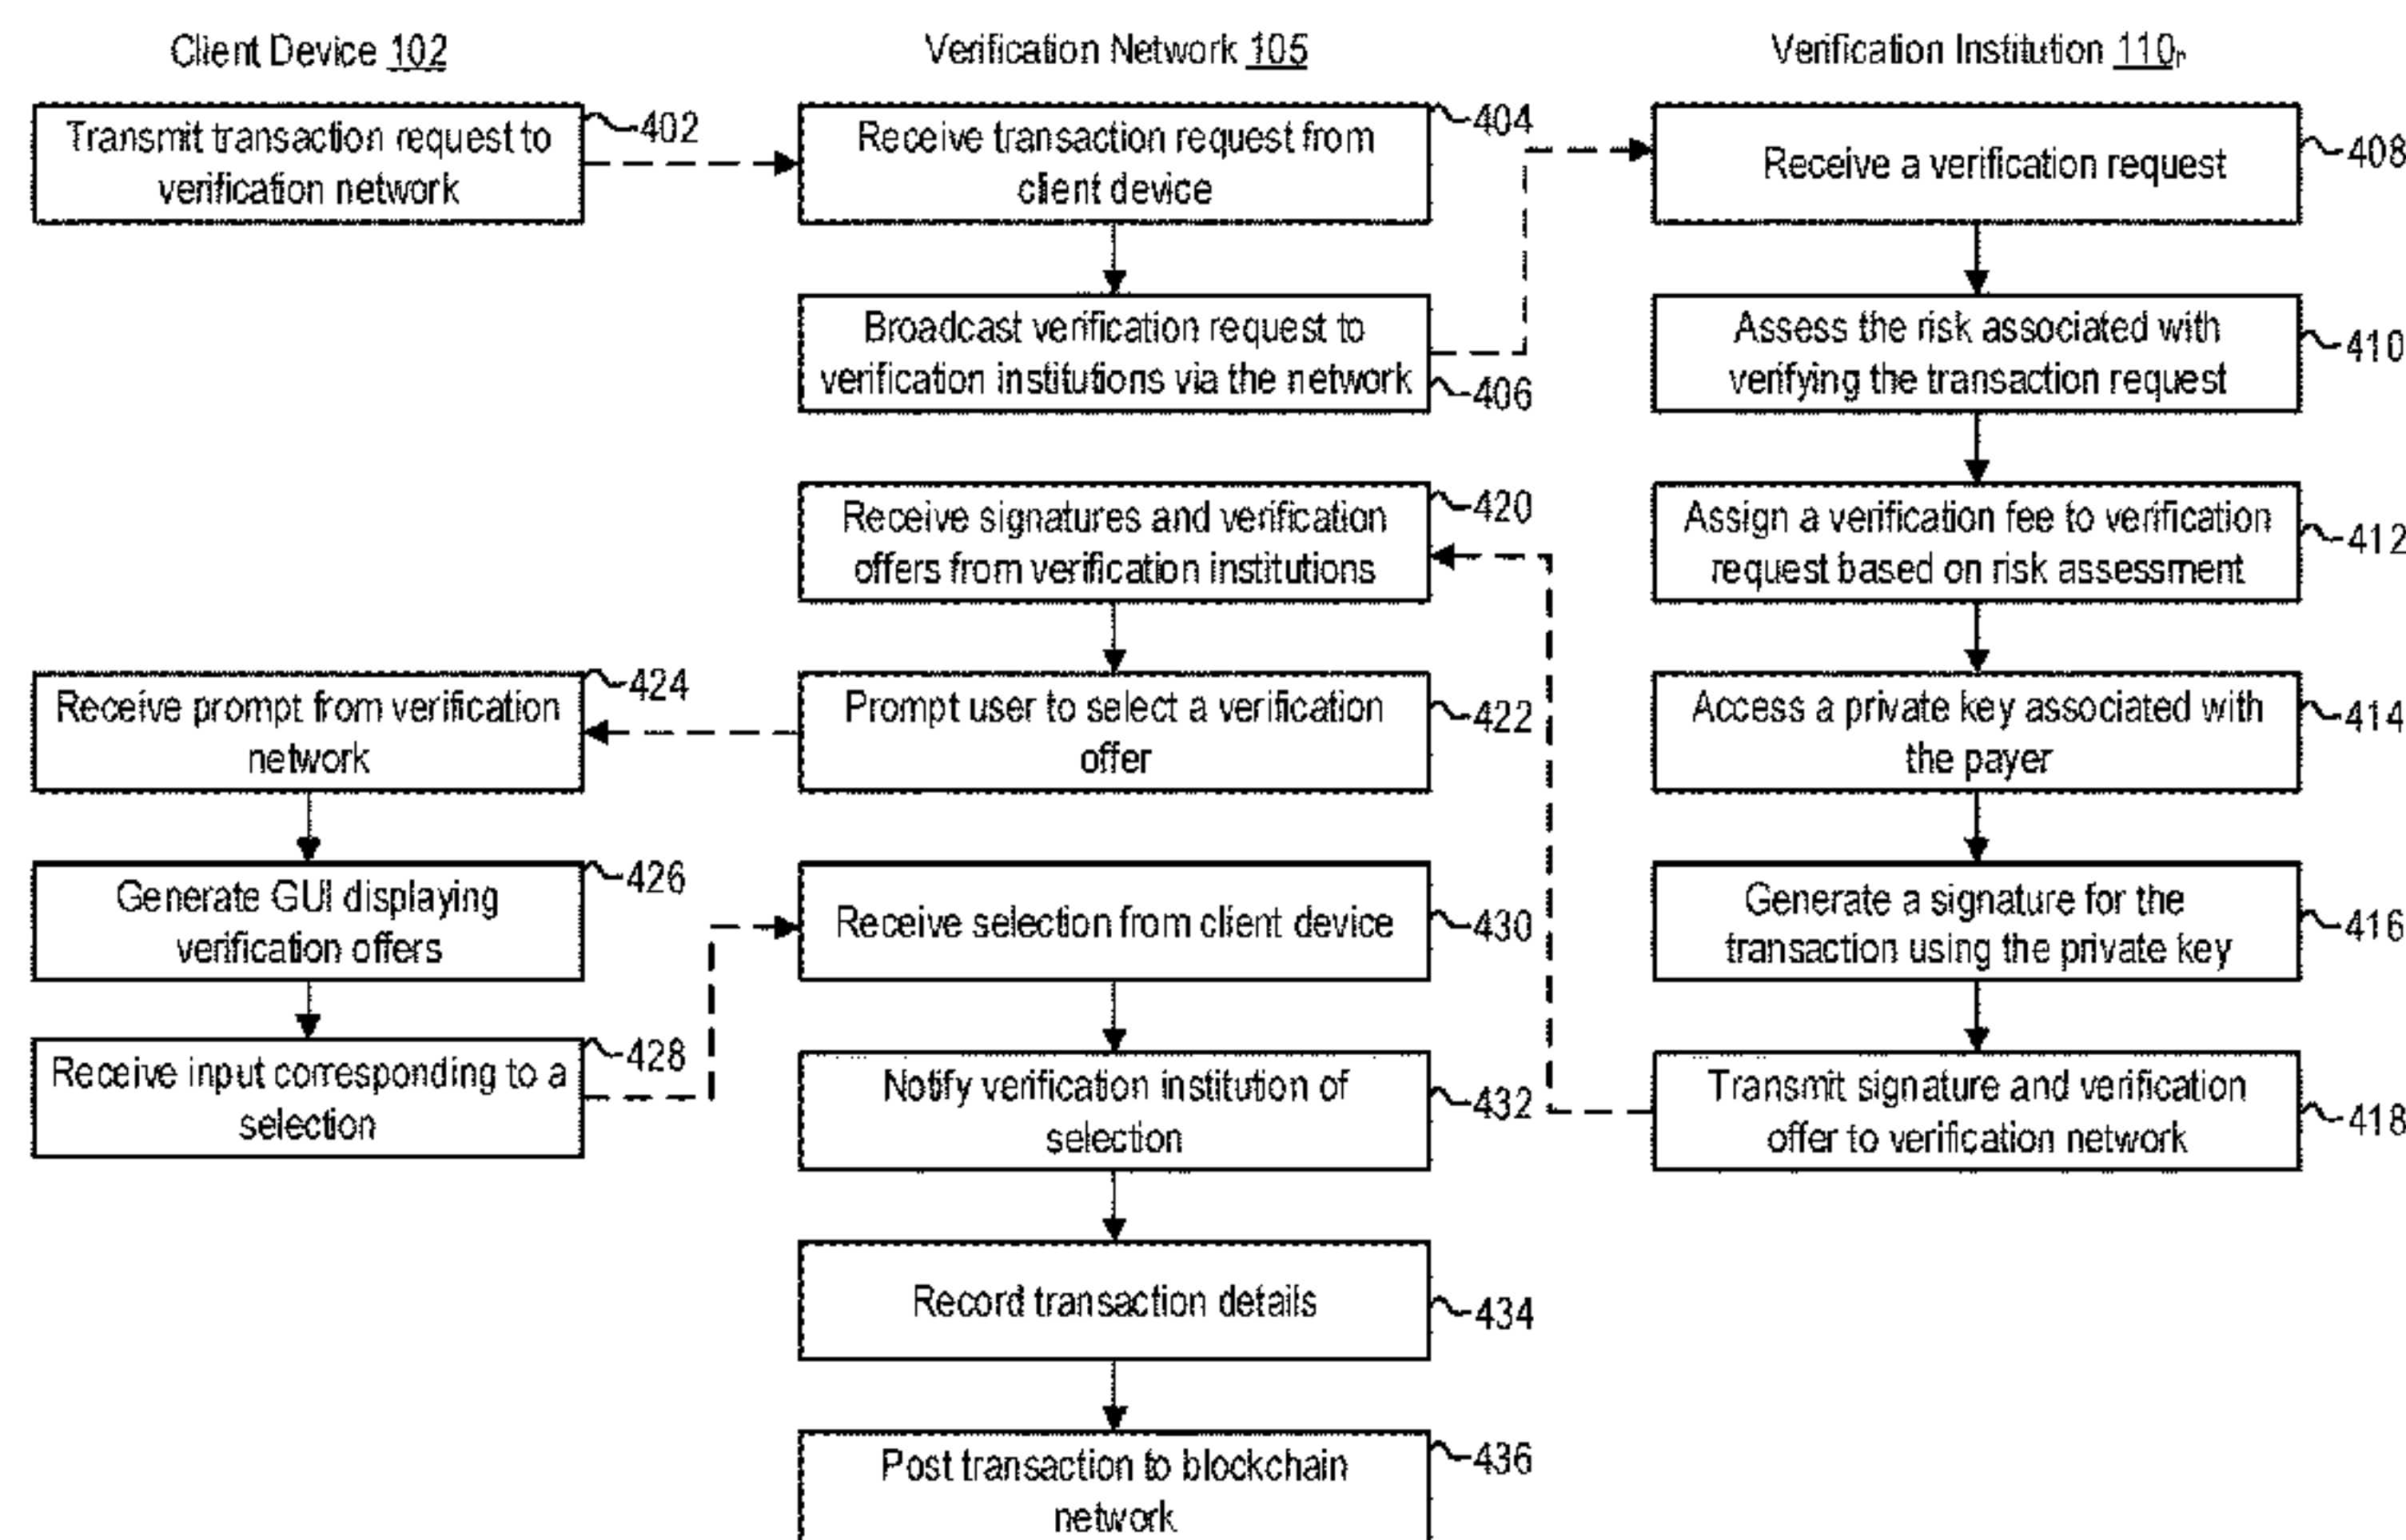 Client Device 102
Verification Network 105
Verification Institution 110n
Transmit transaction request to
verification network
402
Receive transaction request from
client device
404
Receive a verification request
408
Broadcast verification request to
verification institutions via the network
406
Assess the risk associated with
verifying the transaction request
410
Receive signatures and verification
offers from verification institutions
420
Assign a verification fee to verification
request based on risk assessment
412
Receive prompt from verification
network
424
Prompt user to select a verification
offer
422
Access a private key associated with
the payer
414
Generate GUI displaying
verification offers
426
Receive selection from client device
430
Generate a signature for the
transaction using the private key
416
Receive input corresponding to a
selection
428
Notify verification institution of
selection
432
Transmit signature and verification
offer to verification network
418
Record transaction details
434
Post transaction to blockchain
network
436